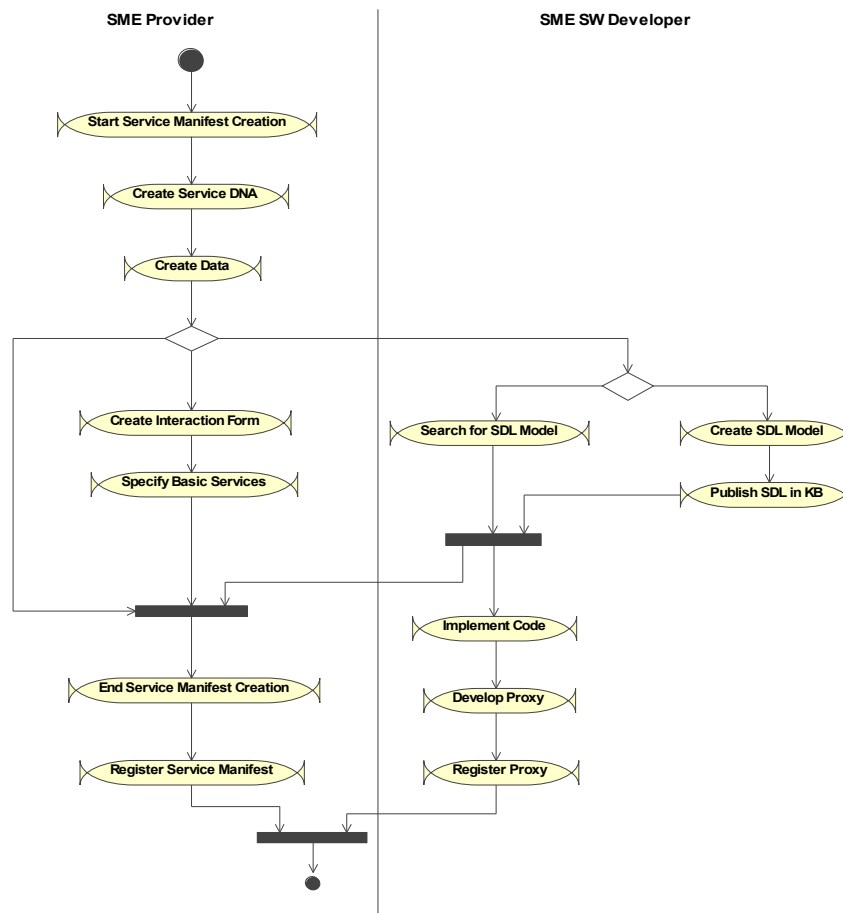 SME Provider
SME SW Developer
Start Service Manifest Creation
Create Service DNA
Create Data
Create Interaction Form
Search for SDL Model
Create SDL Model
Specify Basic Services
Publish SDL in KB
Implement Code
End Service Manifest Creation
Develop Proxy
Register Service Manifest
Register Proxy